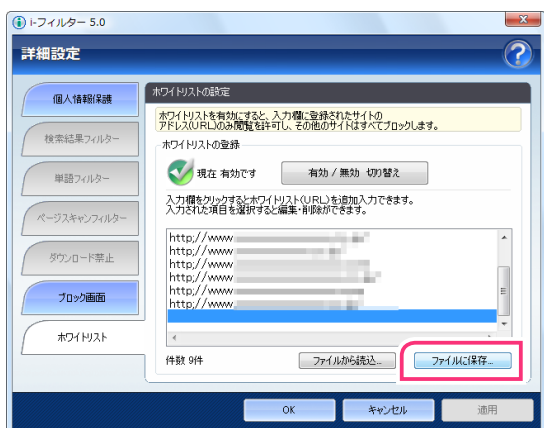 i-フィルター 5.0
詳細設定
?
個人情報保護
検索結果フィルター
単語フィルター
ページスキャンフィルター
ダウンロード禁止
ブロック画面
ホワイトリスト
ホワイトリストの設定
ホワイトリストを有効にすると、入力欄に登録されたサイトの
アドレス(URL)のみ閲覧を許可し、その他のサイトはすべてブロックします。
ホワイトリストの登録
現在 有効です
有効 / 無効 切り替え
入力欄をクリックするとホワイトリスト(URL)を追加入力できます。
入力された項目を選択すると編集・削除ができます。
http://www
http://www
http://www
http://www
http://www
http://www
件数 9件
ファイルから読込...
ファイルに保存...
OK
キャンセル
適用